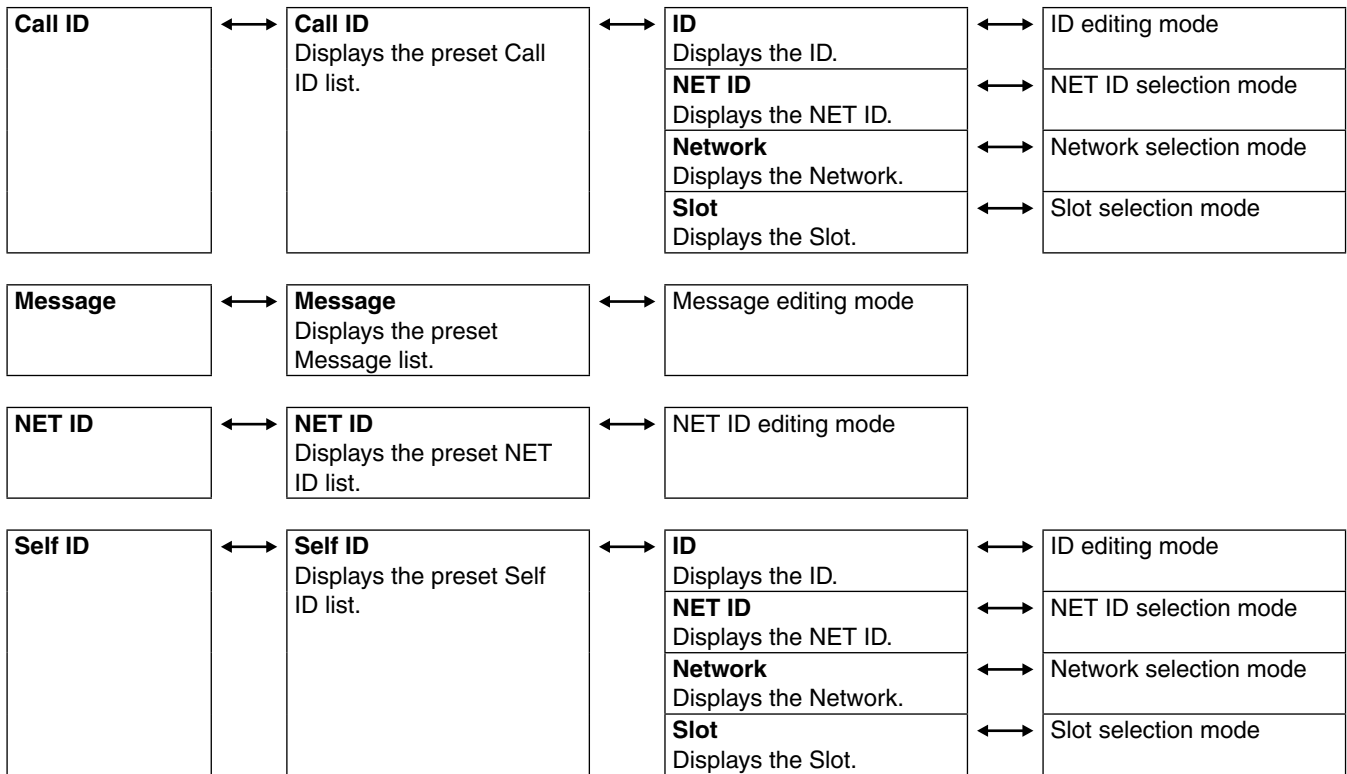 Call ID
Call ID
Displays the preset Call
ID list.
ID
Displays the ID.
ID editing mode
NET ID
Displays the NET ID.
NET ID selection mode
Network
Displays the Network.
Network selection mode
Slot
Displays the Slot.
Slot selection mode
Message
Message
Displays the preset
Message list.
Message editing mode
NET ID
NET ID
Displays the preset NET
ID list.
NET ID editing mode
Self ID
Self ID
Displays the preset Self
ID list.
ID
Displays the ID.
ID editing mode
NET ID
Displays the NET ID.
NET ID selection mode
Network
Displays the Network.
Network selection mode
Slot
Displays the Slot.
Slot selection mode